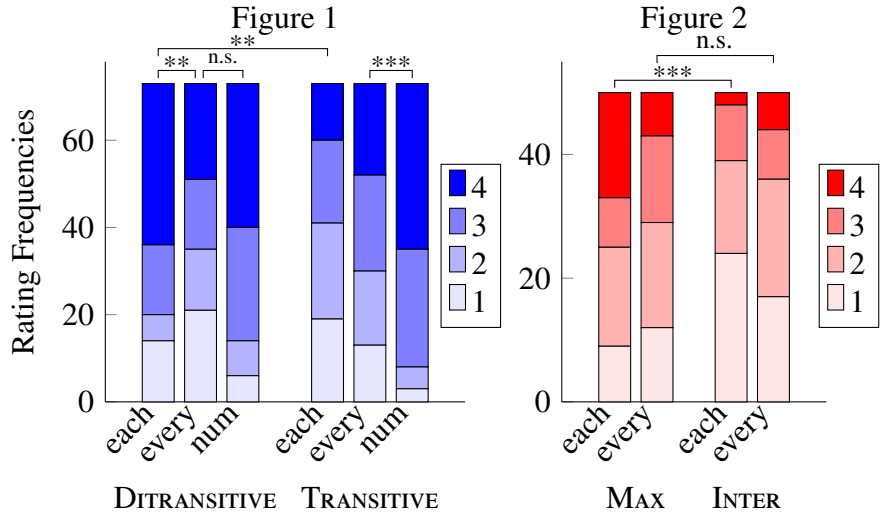 Figure 1
Figure 2
**
n.s.
**
n.s.
***
***
Rating Frequencies
60
40
20
0
4
3
2
1
40
20
0
4
3
2
1
each
every
num
each
every
num
each
every
each
every
DITRANSITIVE
TRANSITIVE
MAX
INTER